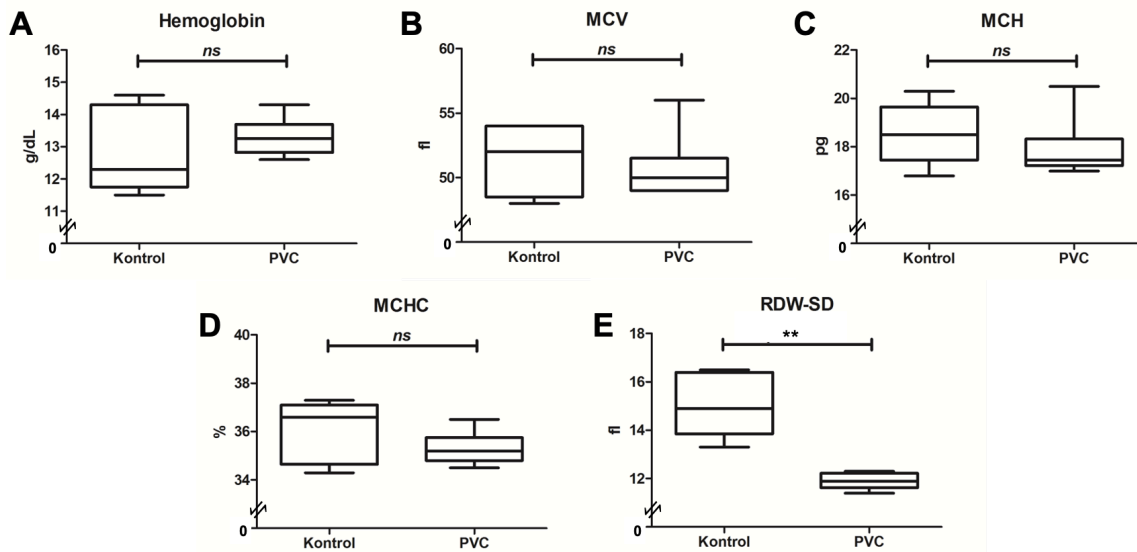 A
Hemoglobin
16
15
14
13
12
11
0
g/dL
ns
Kontrol
PVC
B
MCV
60
55
50
0
fl
ns
Kontrol
PVC
C
MCH
22
20
18
16
0
pg
ns
Kontrol
PVC
D
MCHC
40
38
36
34
0
%
ns
Kontrol
PVC
E
RDW-SD
18
16
14
12
0
fl
**
Kontrol
PVC